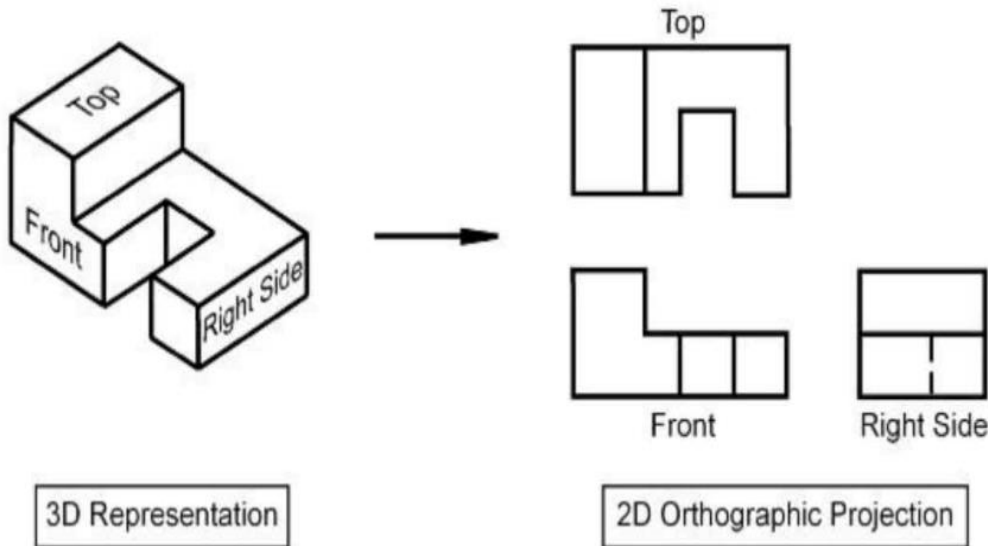 Top
Front
Right Side
Top
Front
Right Side
3D Representation
2D Orthographic Projection